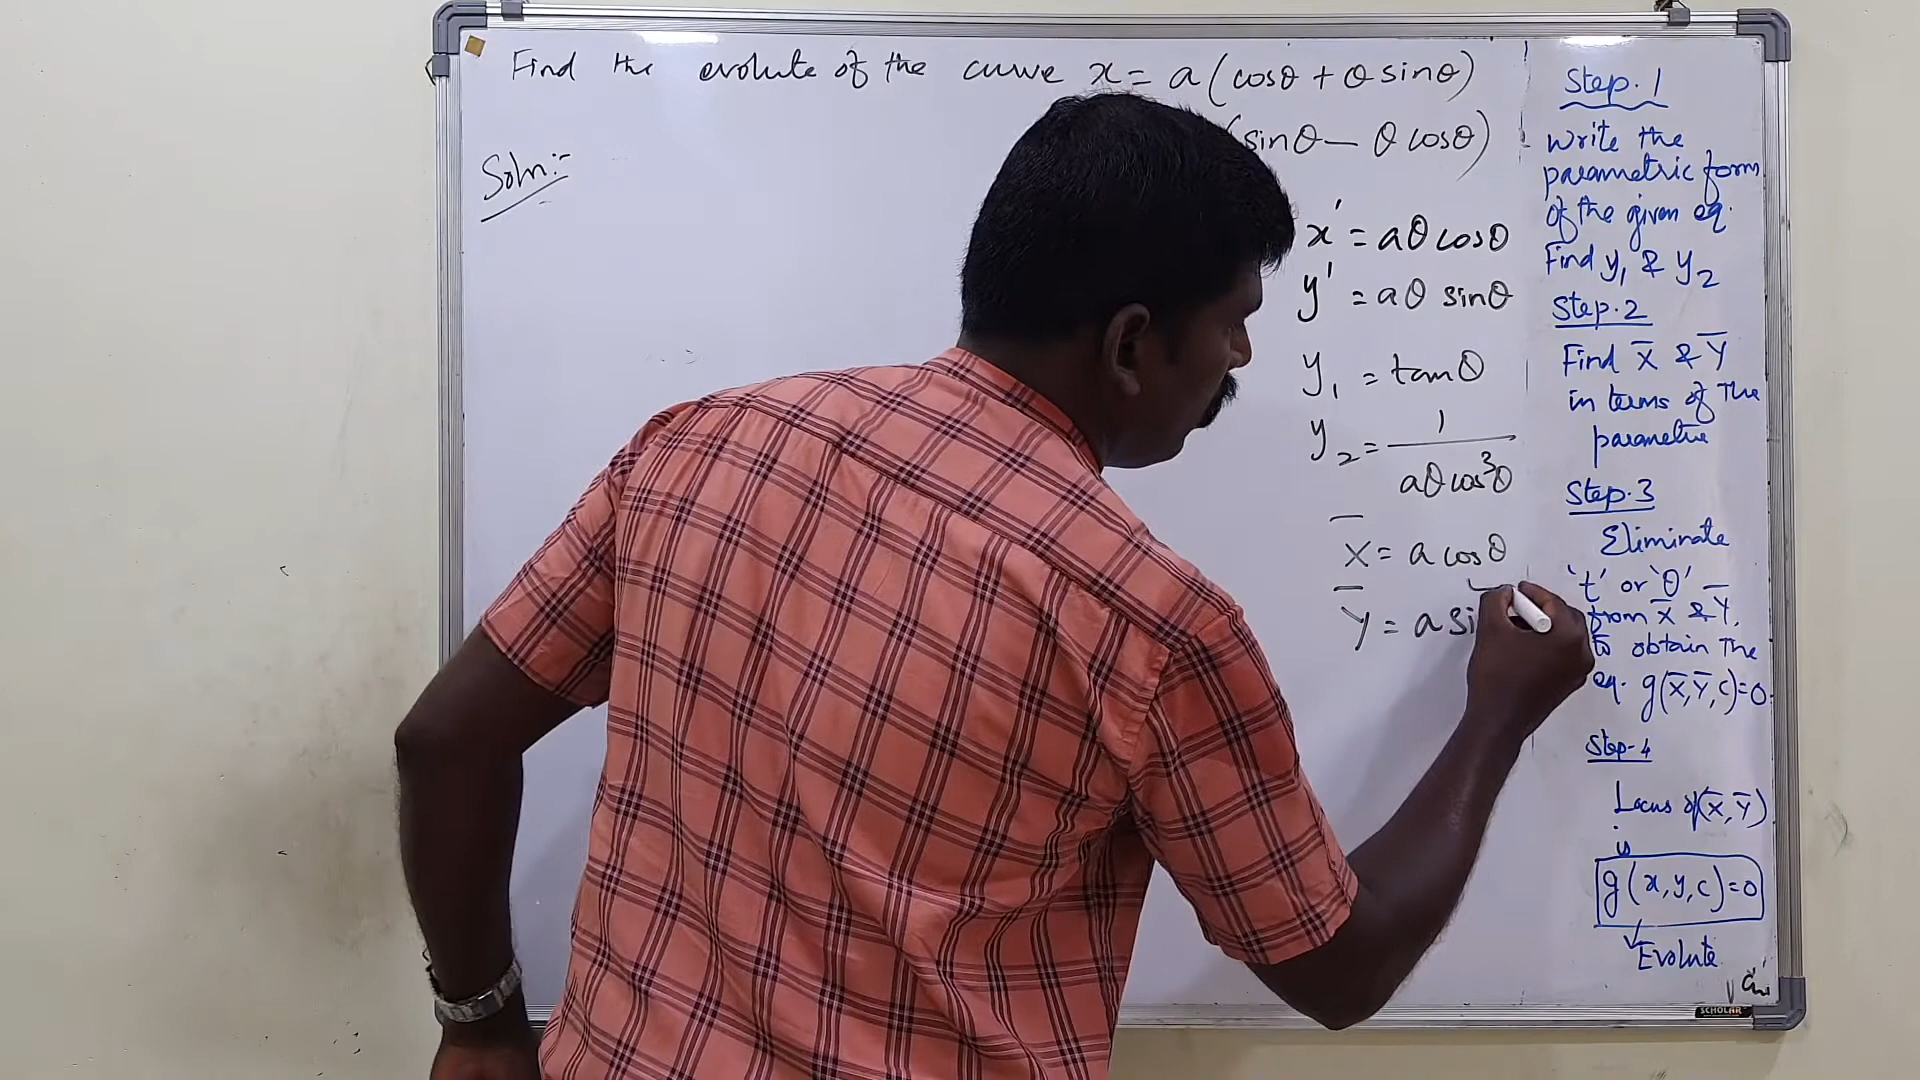 Find the evolute of the curve x = a(cosθ + θ sinθ)
(sinθ — θ cosθ)
Soln:-
x' = aθ cosθ
y' = aθ sinθ
y₁ = tanθ
y₂ = 1/(aθ cos³θ)
X̄ = a cosθ
Ȳ = a si
Step.1
Write the
parametric form
of the given eq.
Find y₁ & y₂
Step.2
Find X̄ & Ȳ
in terms of the
Step.3
Eliminate
't' or 'θ'
from X̄ & Ȳ,
to obtain the
eq. g(X̄,Ȳ,c)=0.
Step-4
Locus of (X̄,Ȳ)
is
g(x,y,c)=0
Evolute
SCHOLAR